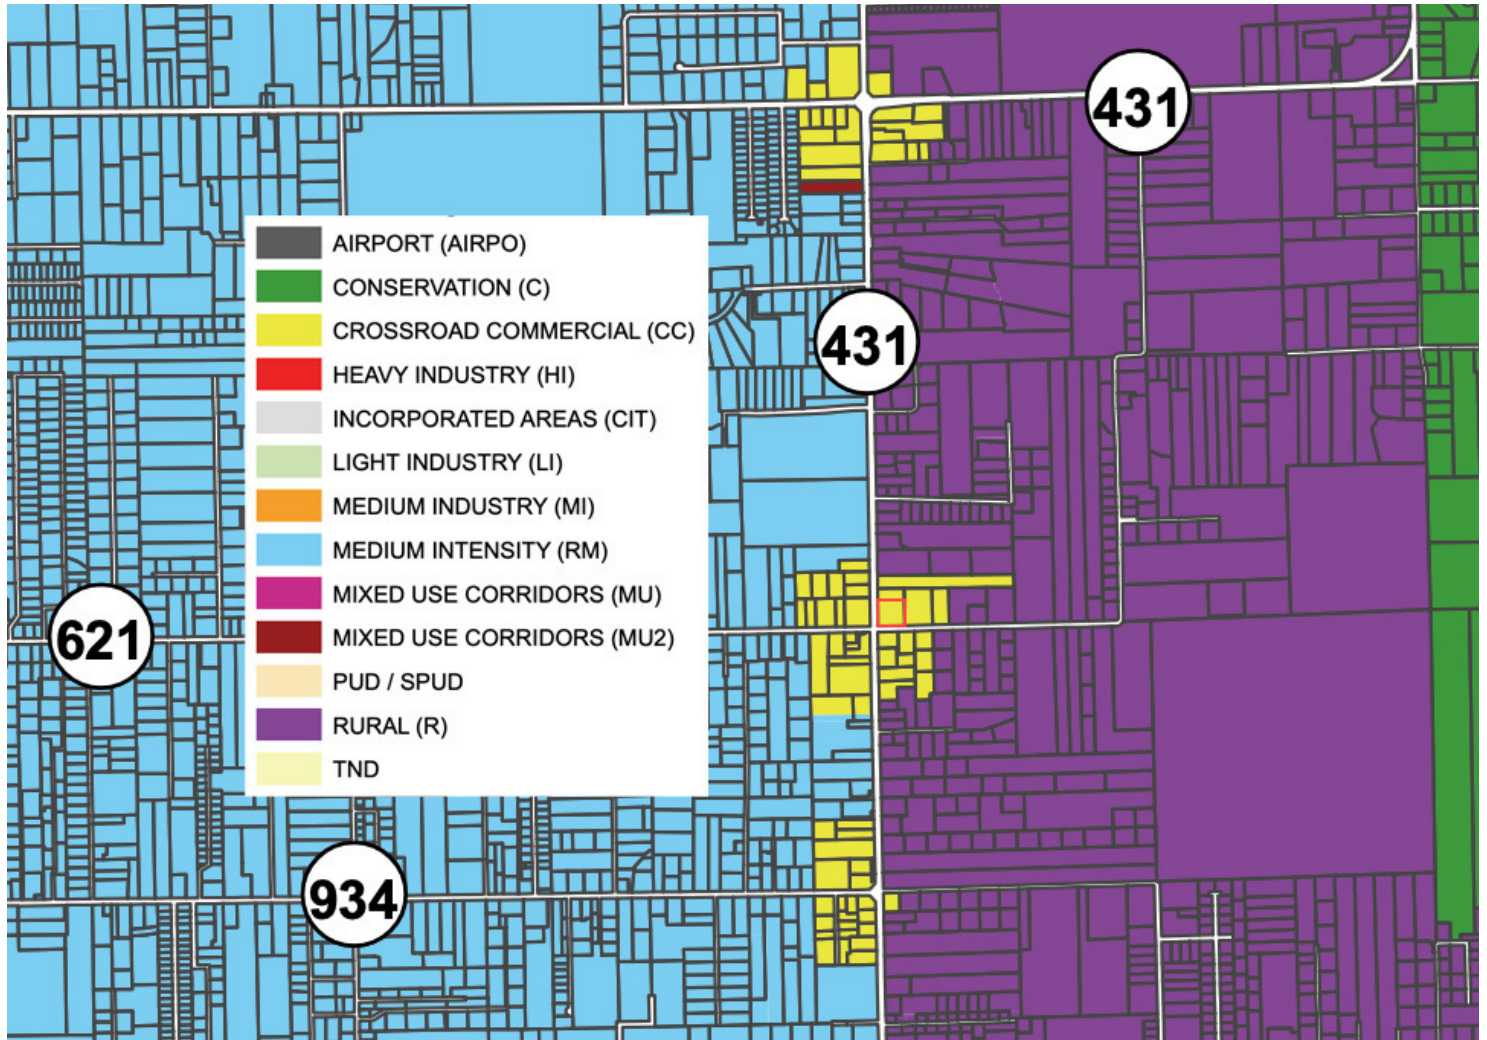 431
AIRPORT (AIRPO)
CONSERVATION (C)
CROSSROAD COMMERCIAL (CC)
431
HEAVY INDUSTRY (HI)
INCORPORATED AREAS (CIT)
LIGHT INDUSTRY (LI)
MEDIUM INDUSTRY (MI)
MEDIUM INTENSITY (RM)
MIXED USE CORRIDORS (MU)
621
MIXED USE CORRIDORS (MU2)
PUD / SPUD
RURAL (R)
TND
934